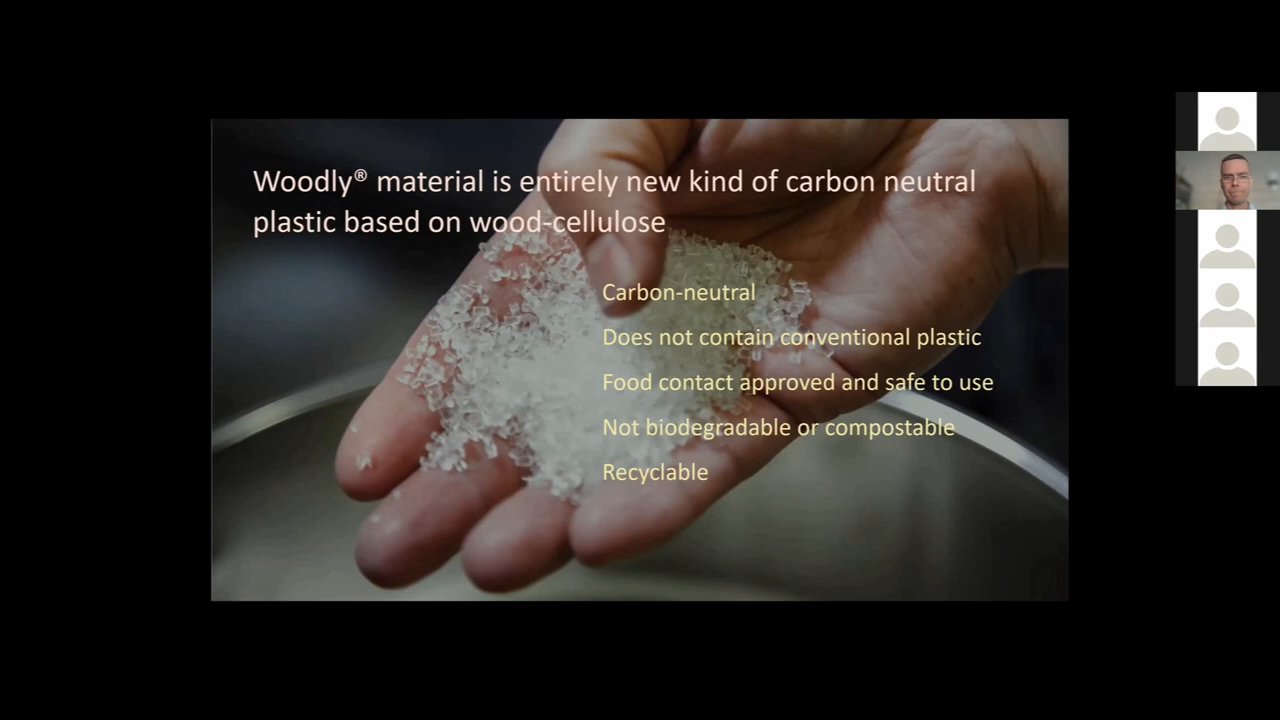 Woodly® material is entirely new kind of carbon neutral
plastic based on wood-cellulose
Carbon-neutral
Does not contain conventional plastic
Food contact approved and safe to use
Not biodegradable or compostable
Recyclable